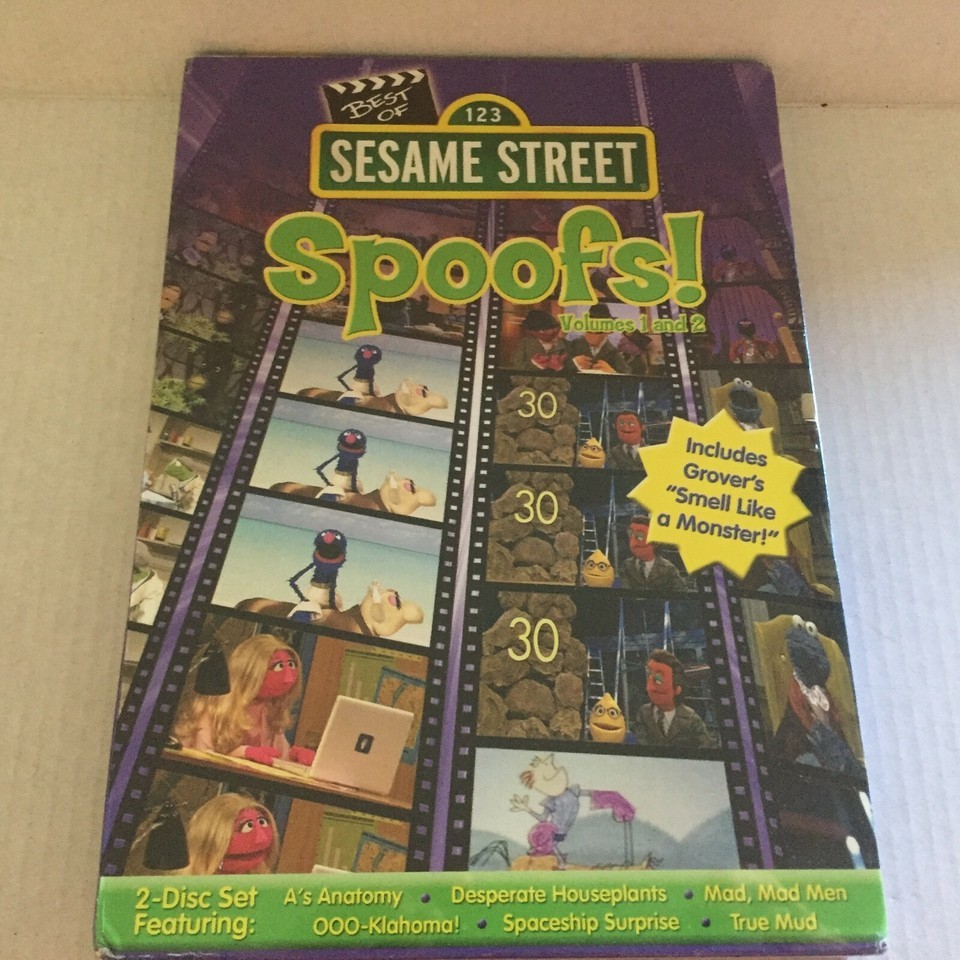 BEST
OF
123
SESAME STREET
Spoofs!
Volumes 1 and 2
30
30
30
Includes
Grover's
"Smell Like
a Monster!"
2-Disc Set
Featuring:
A's Anatomy • Desperate Houseplants • Mad, Mad Men
OOO-Klahoma! • Spaceship Surprise • True Mud